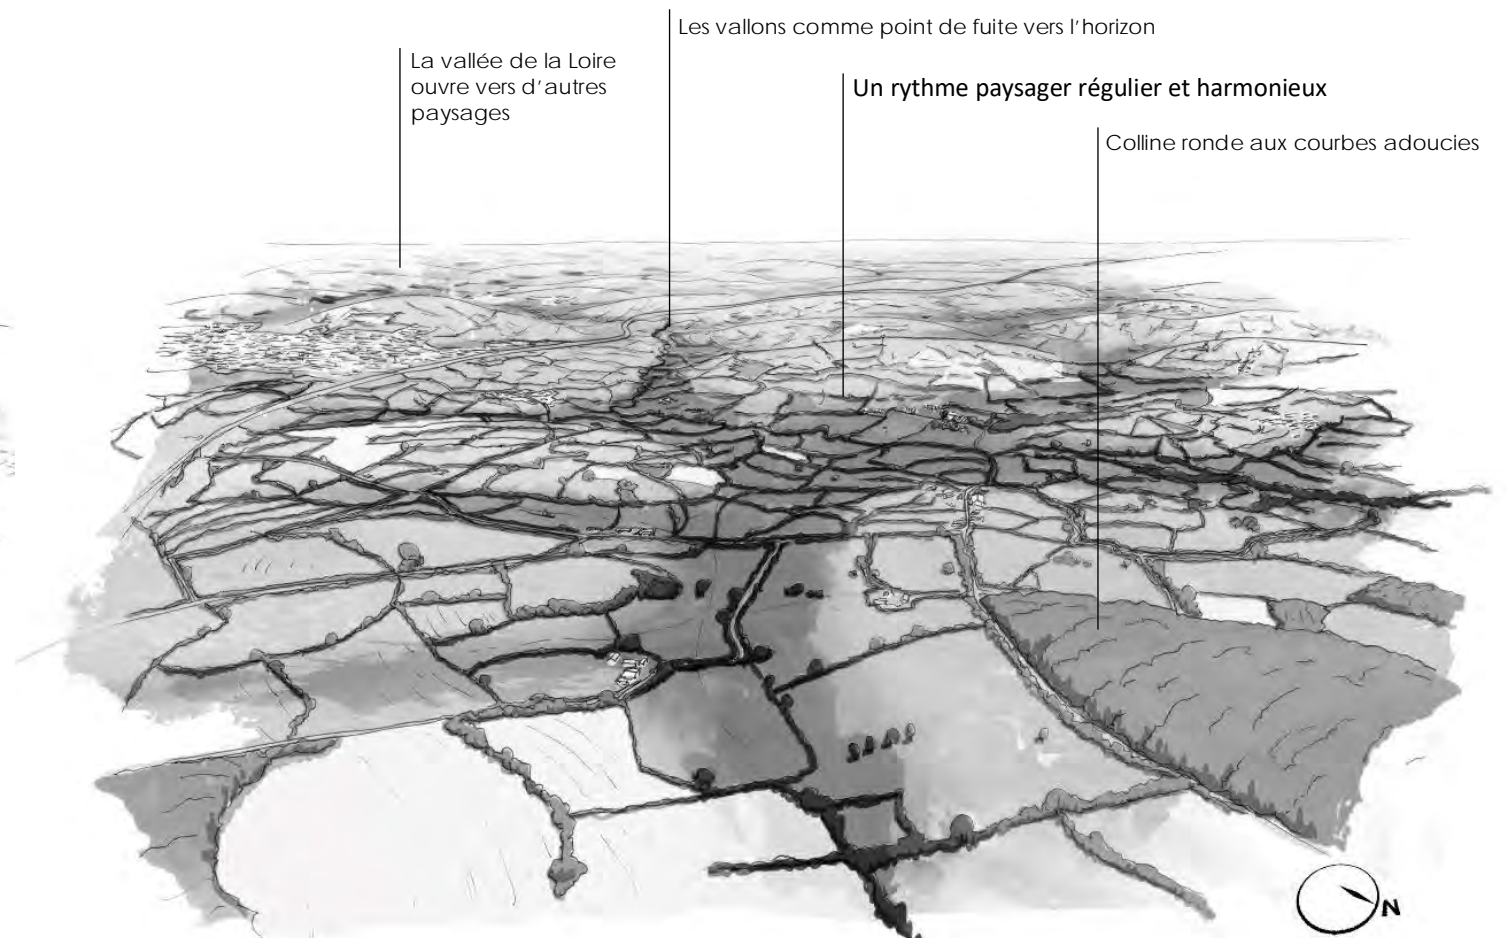 Les vallons comme point de fuite vers l'horizon
La vallée de la Loire
ouvre vers d'autres
paysages
Un rythme paysager régulier et harmonieux
Colline ronde aux courbes adoucies
N